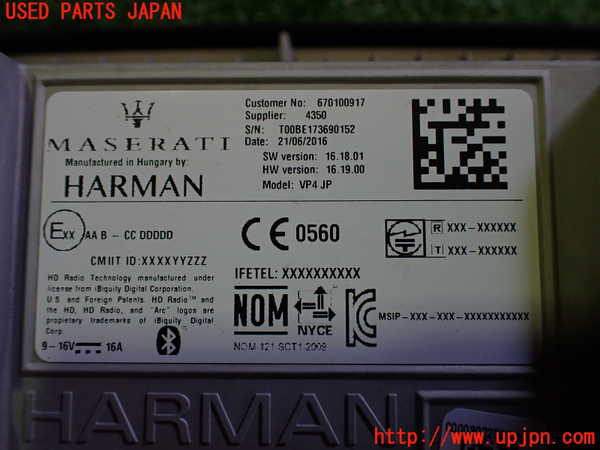 USED PARTS JAPAN
MASERATI
Manufactured in Hungary by:
HARMAN
Customer No: 670100917
Supplier: 4350
S/N: T00BE173690152
Date: 21/06/2016
SW version: 16.18.01
HW version: 16.19.00
Model: VP4 JP
Exx AA B - CC DDDDD
CE 0560
R xxx-xxxxxx
T xxx-xxxxxx
CMIIT ID:XXXXYYZZZ
HD Radio Technology manufactured under
license from iBiquity Digital Corporation.
U.S and Foreign Patents. HD Radio™ and
the HD, HD Radio, and "Arc" logos are
proprietary trademarks of iBiquity Digital
Corp.
9-16V 16A
IFETEL: XXXXXXXXXXX
NOM NYCE
NOM-121-SCT1-2009
MSIP-xxx-xxx-xxxxxxxxxxx
HARMAN
http://www.upjpn.com/